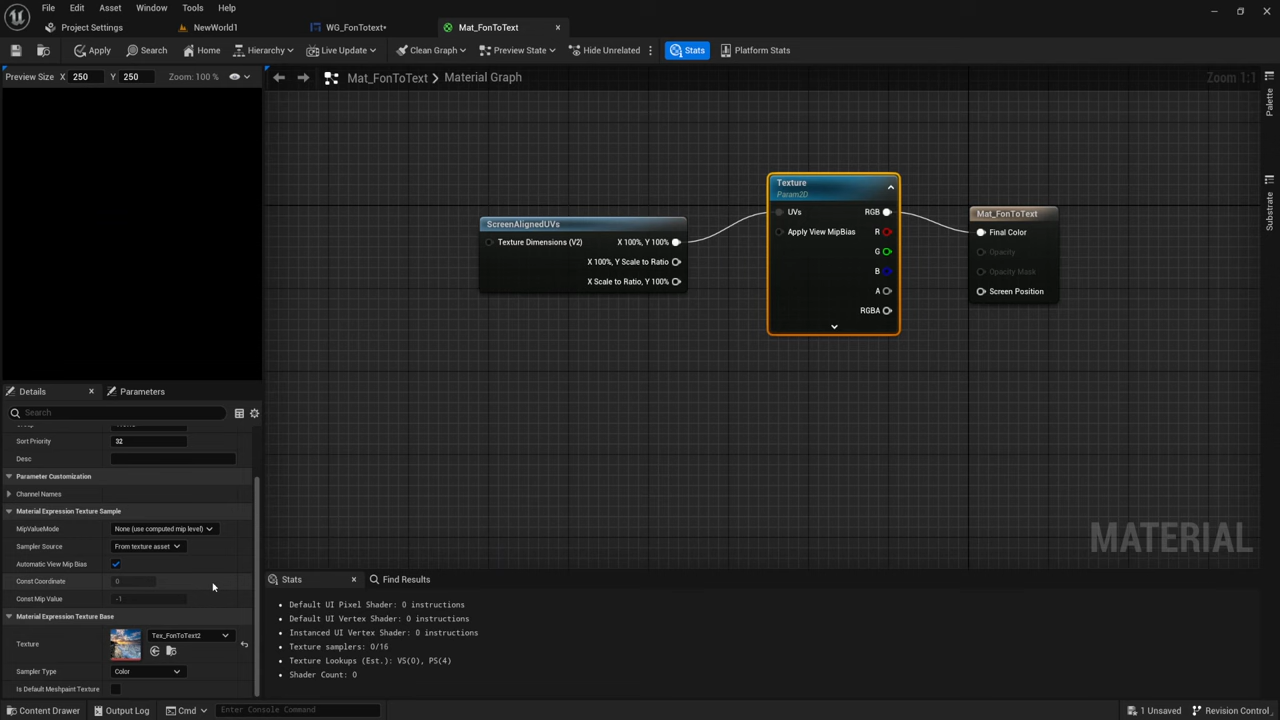 File Edit Asset Window Tools Help
Project Settings NewWorld1 WG_FonTotext• Mat_FonToText
Apply Search Home Hierarchy Live Update Clean Graph Preview State Hide Unrelated Stats Platform Stats
Preview Size X 250 Y 250 Zoom: 100 %
Mat_FonToText > Material Graph
Zoom 1:1
Palette
Substrate
Texture
Param2D
UVs RGB
Apply View MipBias R
G
B
A
RGBA
ScreenAlignedUVs
Texture Dimensions (V2) X 100%, Y 100%
X 100%, Y Scale to Ratio
X Scale to Ratio, Y 100%
Mat_FonToText
Final Color
Opacity
Opacity Mask
Screen Position
MATERIAL
Details Parameters
Search
Sort Priority 32
Desc
Parameter Customization
Channel Names
Material Expression Texture Sample
MipValueMode None (use computed mip level)
Sampler Source From texture asset
Automatic View Mip Bias
Const Coordinate 0
Const Mip Value -1
Material Expression Texture Base
Texture Tex_FonToText2
Sampler Type Color
Is Default Meshpaint Texture
Stats Find Results
• Default UI Pixel Shader: 0 instructions
• Default UI Vertex Shader: 0 instructions
• Instanced UI Vertex Shader: 0 instructions
• Texture samplers: 0/16
• Texture Lookups (Est.): VS(0), PS(4)
• Shader Count: 0
Content Drawer Output Log Cmd Enter Console Command 1 Unsaved Revision Control